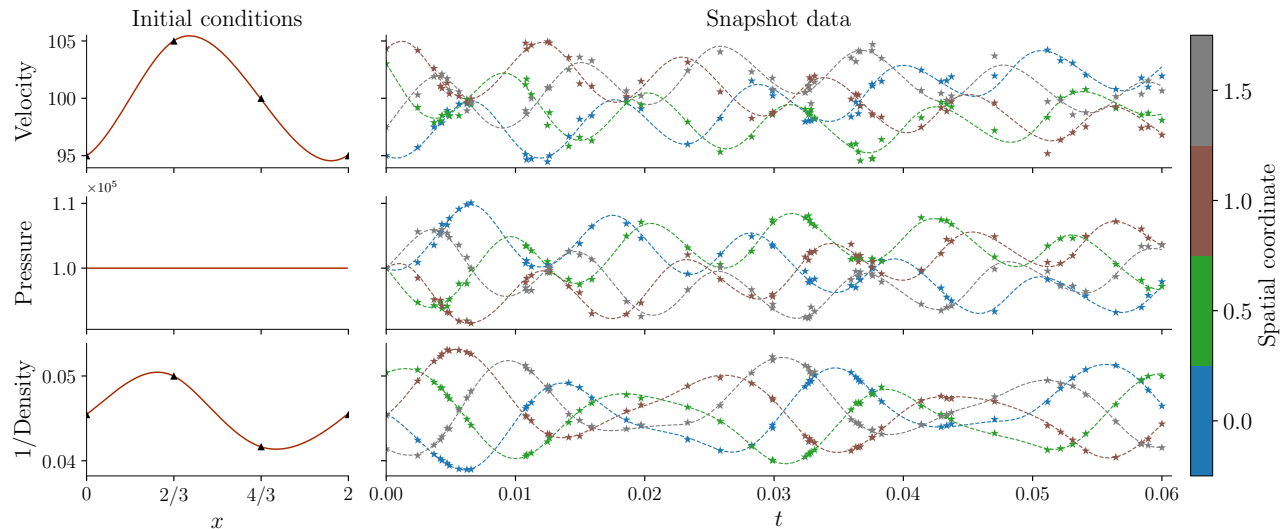 Initial conditions
Snapshot data
Velocity
105
100
95
×10⁵
Pressure
1.1
1.0
1/Density
0.05
0.04
0
2/3
4/3
2
x
0.00
0.01
0.02
0.03
0.04
0.05
0.06
t
1.5
1.0
0.5
0.0
Spatial coordinate